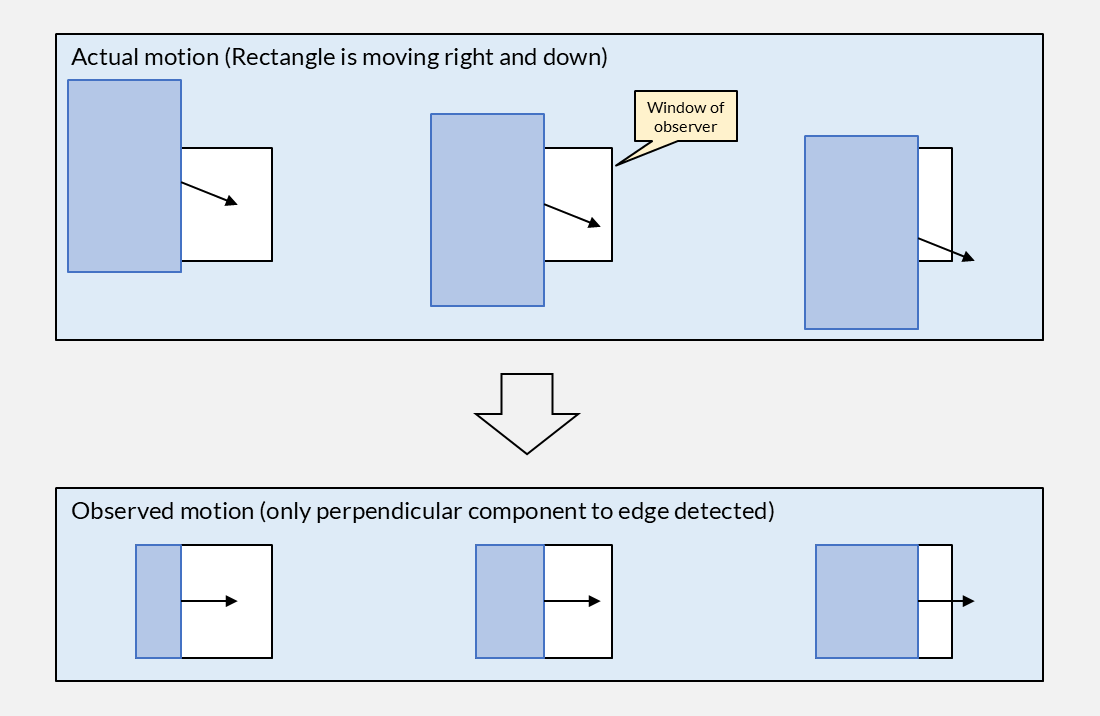 Actual motion (Rectangle is moving right and down)
Window of
observer
Observed motion (only perpendicular component to edge detected)